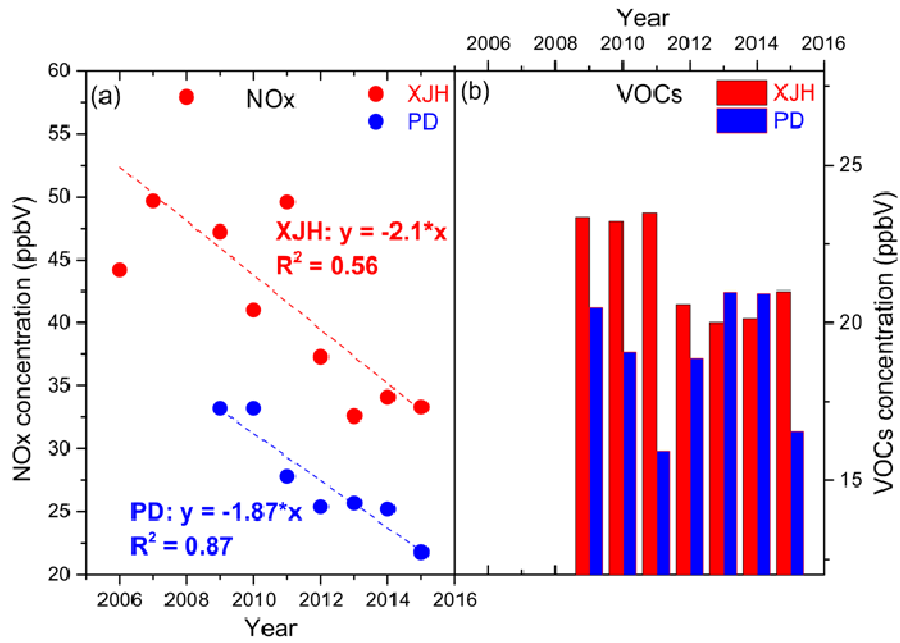 Year
2006 2008 2010 2012 2014 2016
60
55
50
45
40
35
30
25
20
NOx concentration (ppbV)
(a) NOx
XJH
PD
XJH: y = -2.1*x
R² = 0.56
PD: y = -1.87*x
R² = 0.87
2006 2008 2010 2012 2014 2016
Year
(b) VOCs
XJH
PD
25
20
15
VOCs concentration (ppbV)